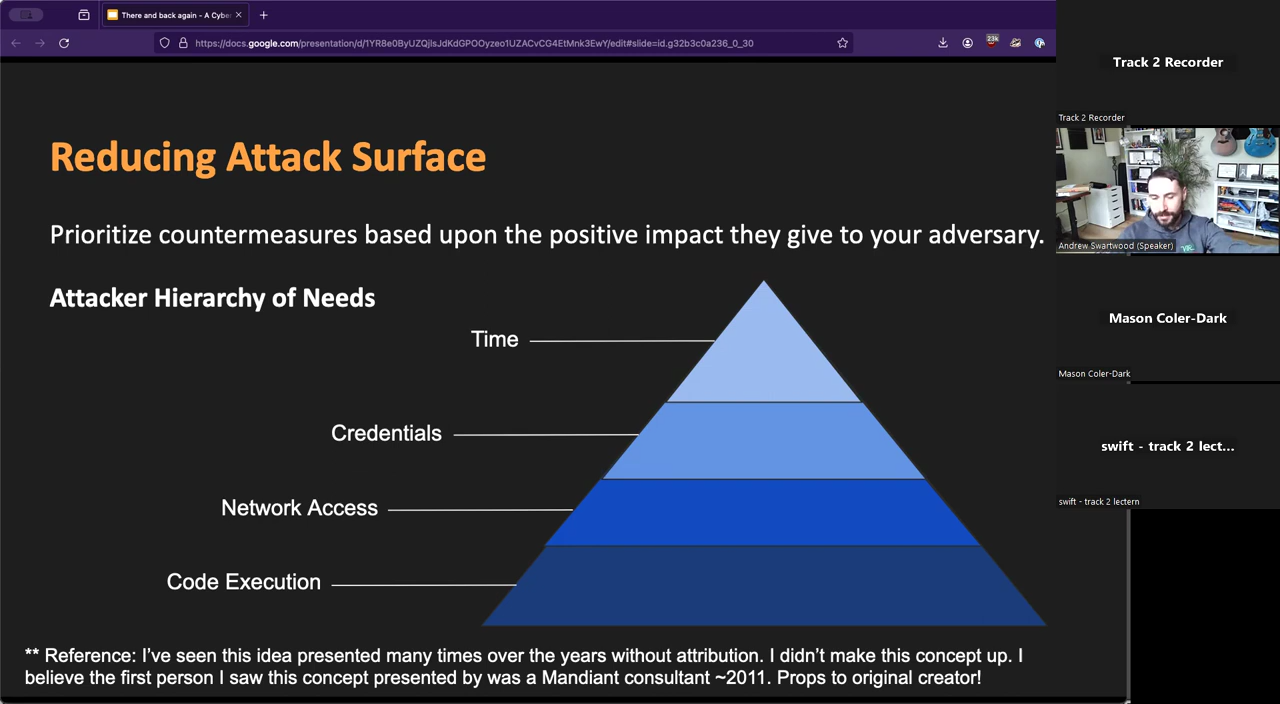 There and back again - A Cyber
https://docs.google.com/presentation/d/1YR8e0ByUZQjlsJdKdGPOOyzeo1UZACvCG4EtMnk3EwY/edit#slide=id.g32b3c0a236_0_30
23k
Reducing Attack Surface
Prioritize countermeasures based upon the positive impact they give to your adversary.
Attacker Hierarchy of Needs
Time
Credentials
Network Access
Code Execution
** Reference: I've seen this idea presented many times over the years without attribution. I didn't make this concept up. I
believe the first person I saw this concept presented by was a Mandiant consultant ~2011. Props to original creator!
Track 2 Recorder
Track 2 Recorder
Andrew Swartwood (Speaker)
Mason Coler-Dark
Mason Coler-Dark
swift - track 2 lect...
swift - track 2 lectern